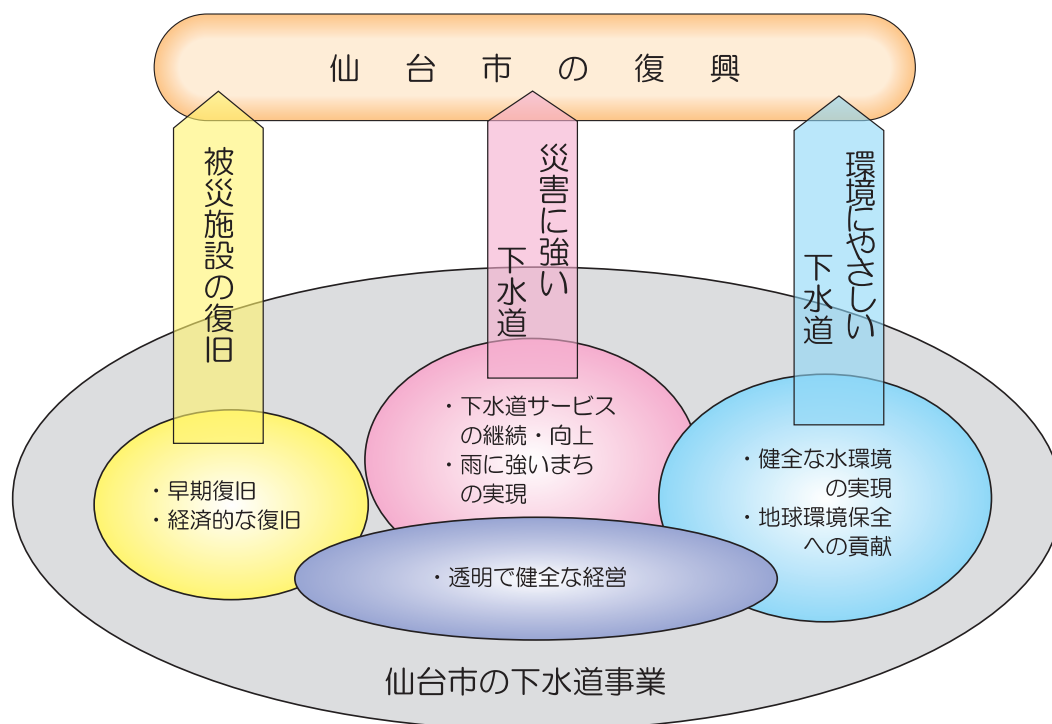 仙台市の復興
被災施設の復旧
災害に強い
下水道
環境にやさしい
下水道
・早期復旧
・経済的な復旧
・下水道サービス
の継続・向上
・雨に強いまち
の実現
・健全な水環境
の実現
・地球環境保全
への貢献
・透明で健全な経営
仙台市の下水道事業